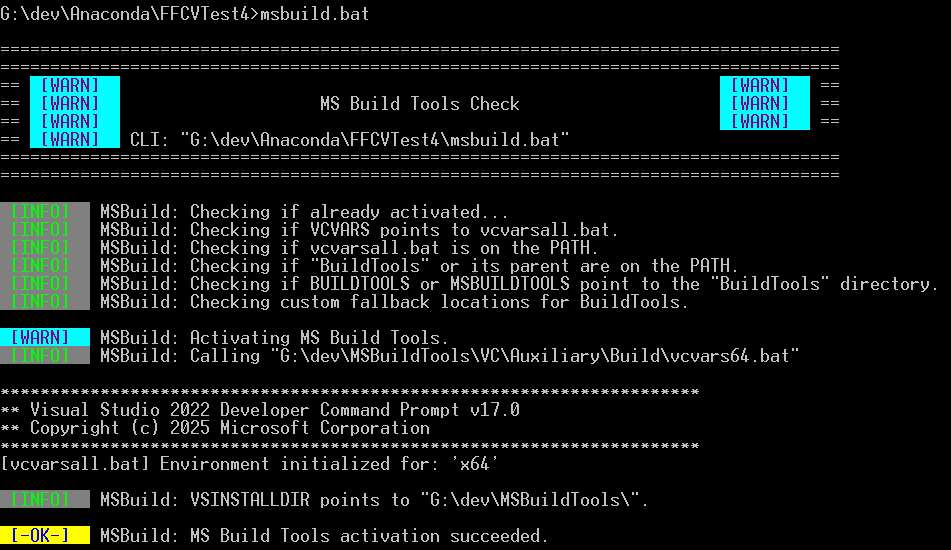 G:\dev\Anaconda\FFCVTest4>msbuild.bat
====================================================================================
====================================================================================
== [WARN] [WARN] ==
== [WARN] MS Build Tools Check [WARN] ==
== [WARN] [WARN] ==
== [WARN] CLI: "G:\dev\Anaconda\FFCVTest4\msbuild.bat"
====================================================================================
====================================================================================
[INFO] MSBuild: Checking if already activated...
[INFO] MSBuild: Checking if VCVARS points to vcvarsall.bat.
[INFO] MSBuild: Checking if vcvarsall.bat is on the PATH.
[INFO] MSBuild: Checking if "BuildTools" or its parent are on the PATH.
[INFO] MSBuild: Checking if BUILDTOOLS or MSBUILDTOOLS point to the "BuildTools" directory.
[INFO] MSBuild: Checking custom fallback locations for BuildTools.
[WARN] MSBuild: Activating MS Build Tools.
[INFO] MSBuild: Calling "G:\dev\MSBuildTools\VC\Auxiliary\Build\vcvars64.bat"
**********************************************************************
** Visual Studio 2022 Developer Command Prompt v17.0
** Copyright (c) 2025 Microsoft Corporation
**********************************************************************
[vcvarsall.bat] Environment initialized for: 'x64'
[INFO] MSBuild: VSINSTALLDIR points to "G:\dev\MSBuildTools\".
[-OK-] MSBuild: MS Build Tools activation succeeded.